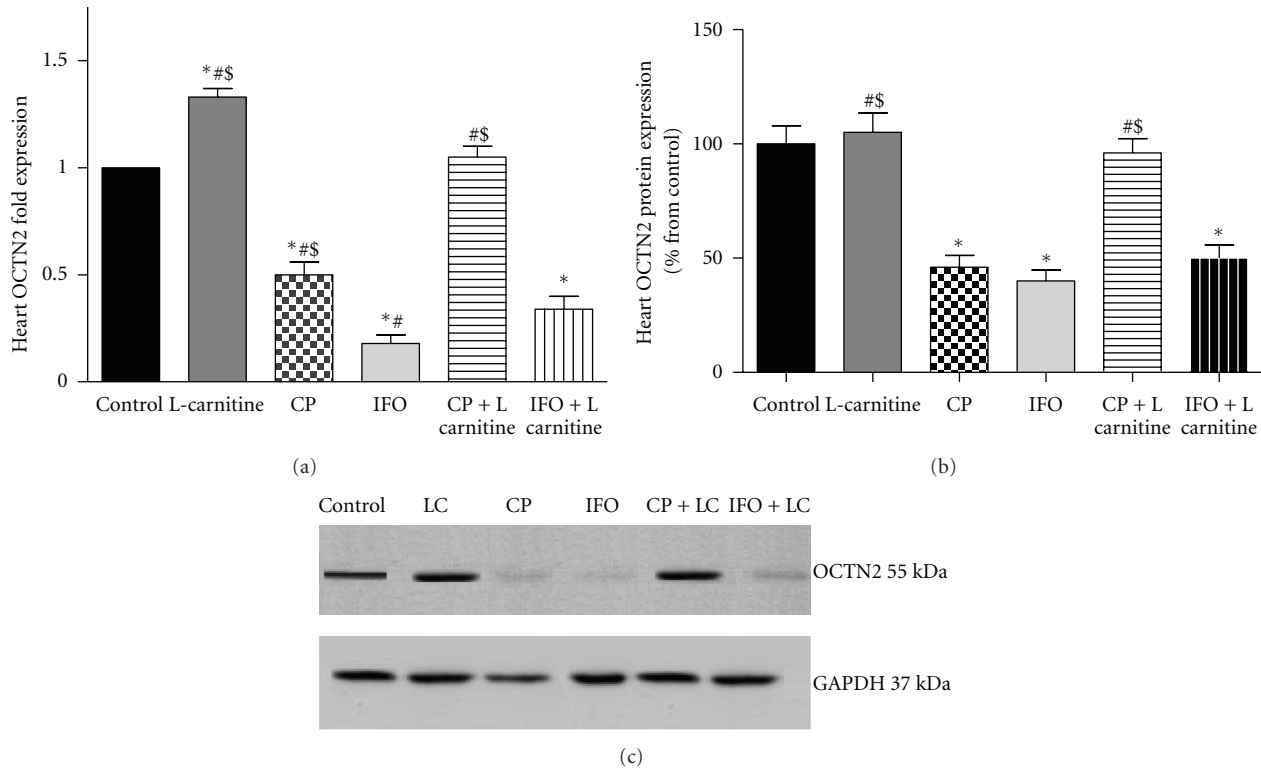 Heart OCTN2 fold expression
1.5
1
0.5
0
*#$
*#$
*#
#$
*
Control L-carnitine CP IFO CP + L IFO + L
carnitine carnitine
(a)
Heart OCTN2 protein expression
(% from control)
150
100
50
0
#$
*
*
#$
*
Control L-carnitine CP IFO CP + L IFO + L
carnitine carnitine
(b)
Control LC CP IFO CP + LC IFO + LC
OCTN2 55 kDa
GAPDH 37 kDa
(c)